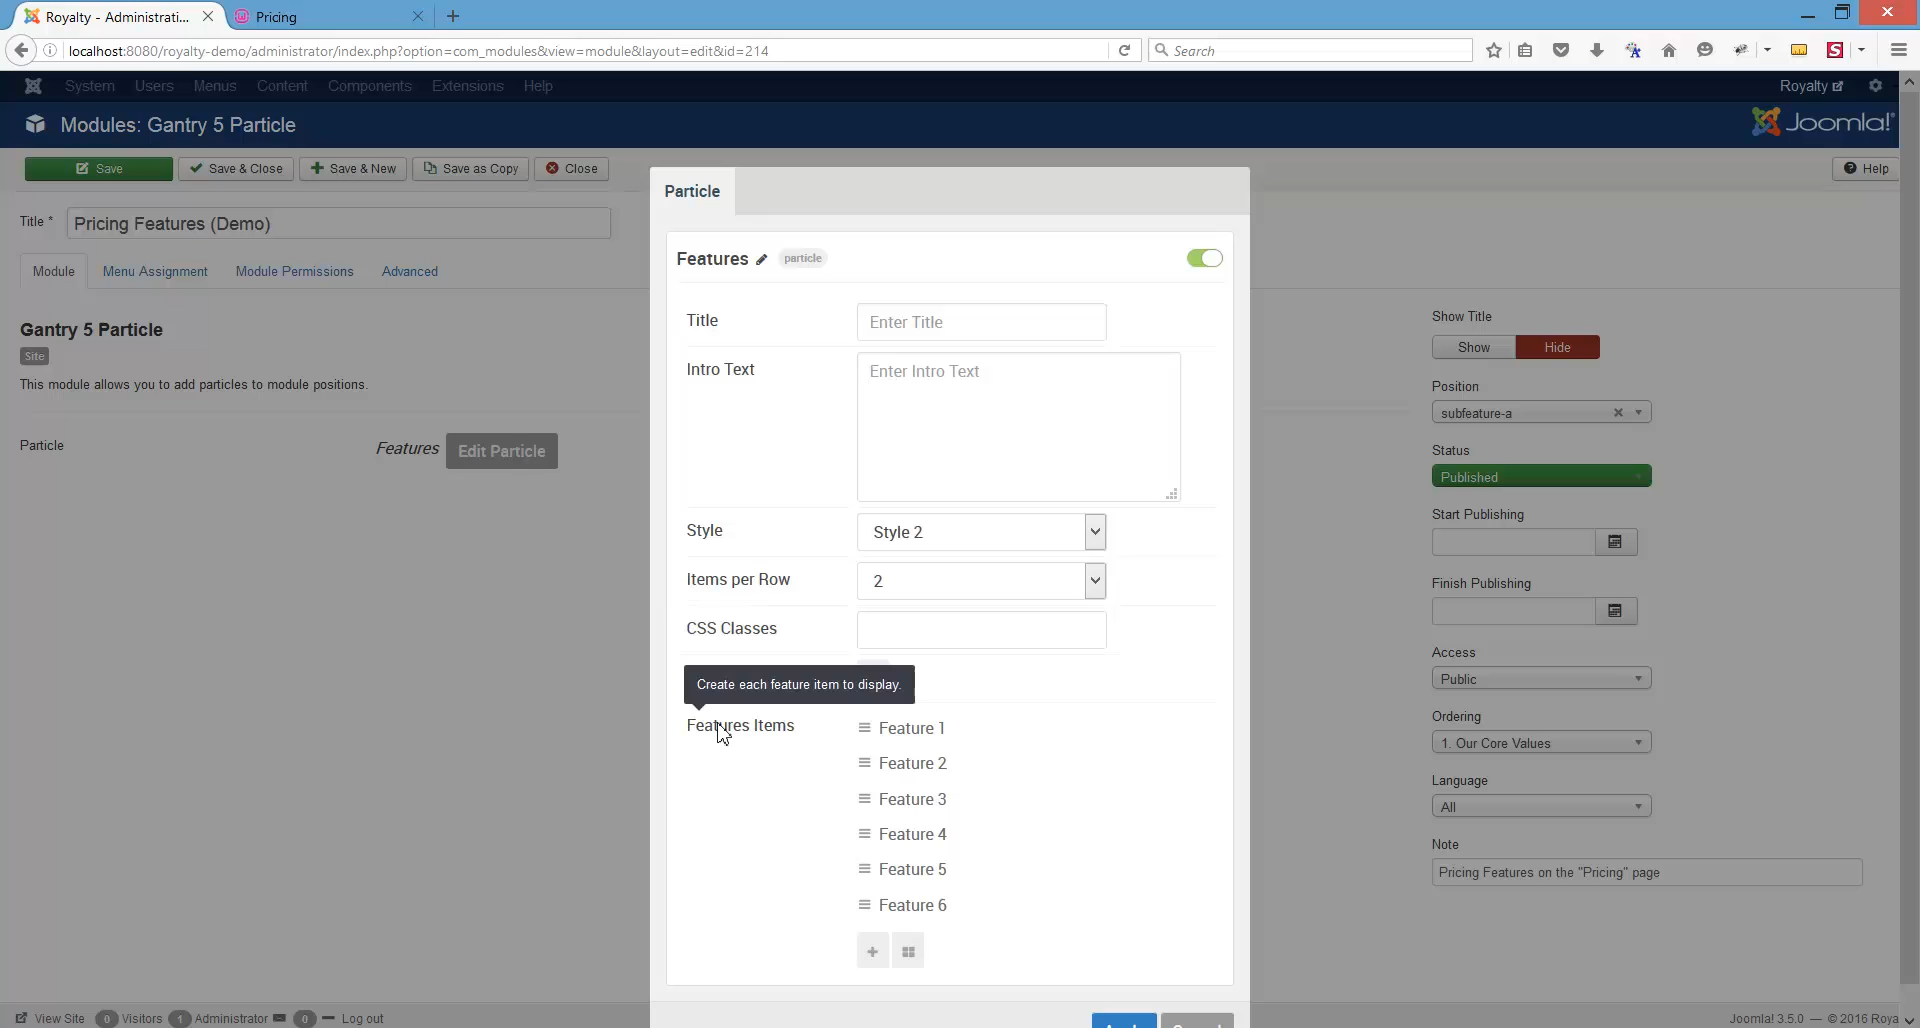 Royalty - Administrati...
Pricing
localhost:8080/royalty-demo/administrator/index.php?option=com_modules&view=module&layout=edit&id=214
Search
System Users Menus Content Components Extensions Help
Royalty
Modules: Gantry 5 Particle
Joomla!
Save
Save & Close
Save & New
Save as Copy
Close
Help
Title * Pricing Features (Demo)
Module
Menu Assignment
Module Permissions
Advanced
Gantry 5 Particle
Site
This module allows you to add particles to module positions.
Particle
Features
Edit Particle
Particle
Features particle
Title
Enter Title
Intro Text
Enter Intro Text
Style
Style 2
Items per Row
2
CSS Classes
Create each feature item to display.
Features Items
Feature 1
Feature 2
Feature 3
Feature 4
Feature 5
Feature 6
Show Title
Show Hide
Position
subfeature-a
Status
Published
Start Publishing
Finish Publishing
Access
Public
Ordering
1. Our Core Values
Language
All
Note
Pricing Features on the "Pricing" page
View Site 0 Visitors 1 Administrator 0 Log out
Joomla! 3.5.0 — © 2016 Roya